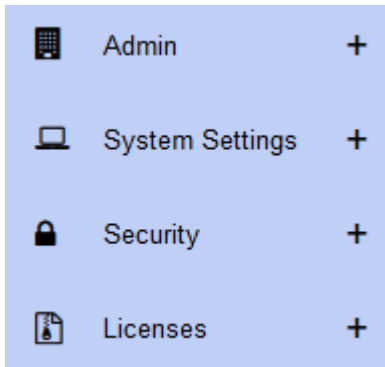 Admin +
System Settings +
Security +
Licenses +